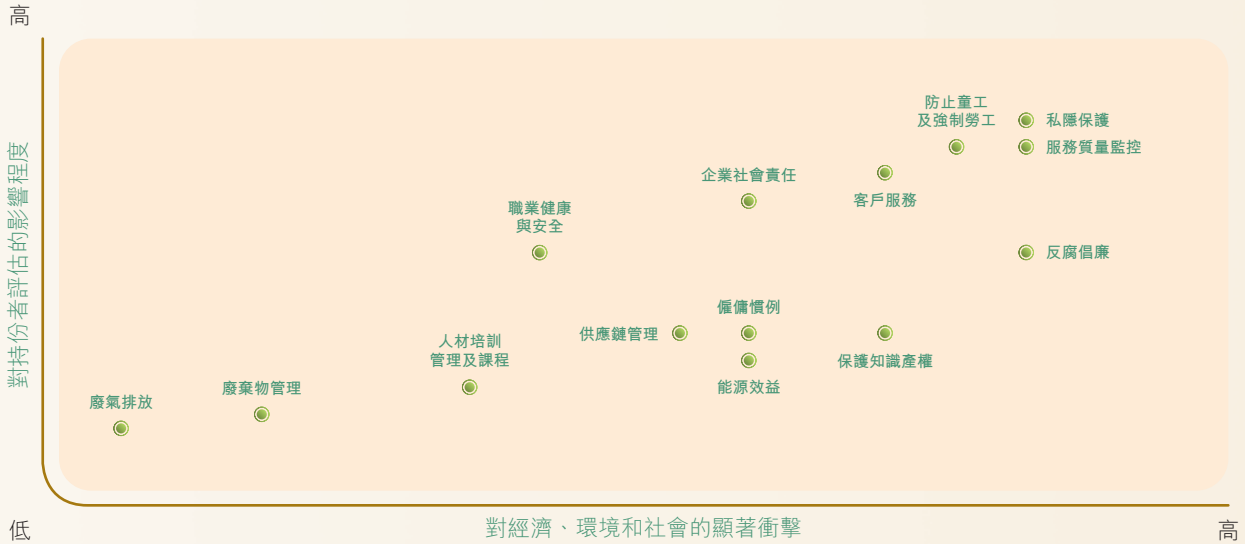 高
對持份者評估的影響程度
防止童工
及強制勞工
私隱保護
服務質量監控
企業社會責任
客戶服務
職業健康
與安全
反腐倡廉
僱傭慣例
供應鏈管理
人材培訓
管理及課程
保護知識產權
能源效益
廢棄物管理
廢氣排放
低
對經濟、環境和社會的顯著衝擊
高